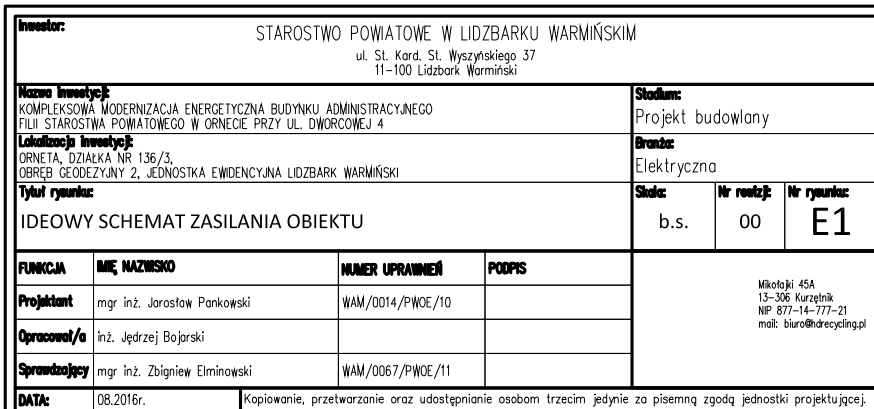 Inwestor:
STAROSTWO POWIATOWE W LIDZBARKU WARMIŃSKIM
ul. St. Kard. St. Wyszyńskiego 37
11-100 Lidzbark Warmiński
Nazwa inwestycji:
KOMPLEKSOWA MODERNIZACJA ENERGETYCZNA BUDYNKU ADMINISTRACYJNEGO
FILII STAROSTWA POWIATOWEGO W ORNECIE PRZY UL. DWORCOWEJ 4
Stadium:
Projekt budowlany
Lokalizacja inwestycji:
ORNETA, DZIAŁKA NR 136/3,
OBRĘB GEODEZYJNY 2, JEDNOSTKA EWIDENCYJNA LIDZBARK WARMIŃSKI
Branża:
Elektryczna
Tytuł rysunku:
IDEOWY SCHEMAT ZASILANIA OBIEKTU
Skala: Nr rewizji: Nr rysunku:
b.s. 00 E1
FUNKCJA IMIĘ NAZWISKO NUMER UPRAWNIEŃ PODPIS
Projektant mgr inż. Jarosław Pankowski WAM/0014/PWOE/10
Opracował/a inż. Jędrzej Bojarski
Sprawdzający mgr inż. Zbigniew Elminowski WAM/0067/PWOE/11
Mikołajki 45A
13-306 Kurzętnik
NIP 877-14-777-21
mail: biuro@hdrecycling.pl
DATA: 08.2016r. Kopiowanie, przetwarzanie oraz udostępnianie osobom trzecim jedynie za pisemną zgodą jednostki projektującej.